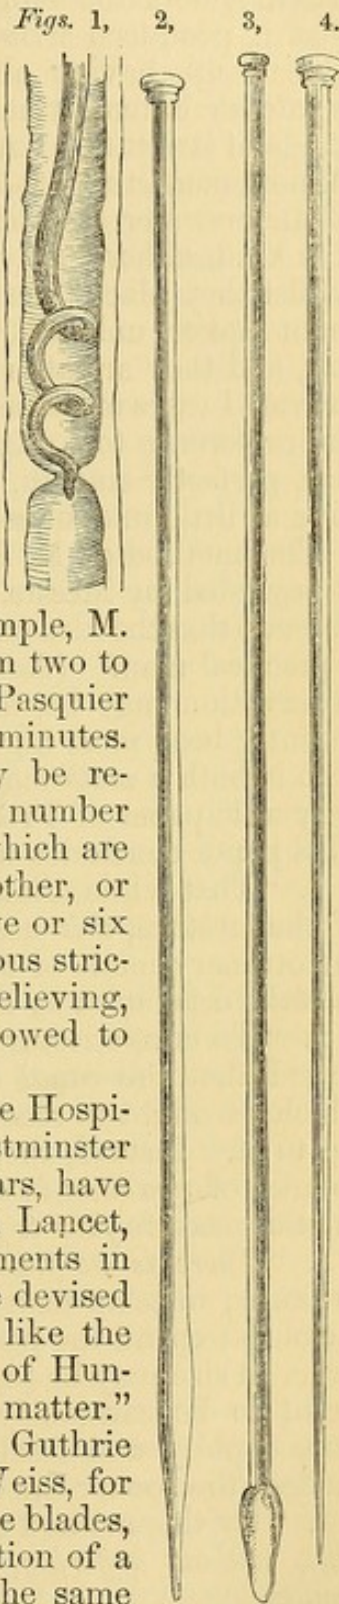 Figs. 1, 2, 3, 4.
mple, M.
n two to
Pasquier
minutes.
y be re-
number
hich are
other, or
e or six
ous stric-
elieving,
owed to
e Hospi-
stminster
ars, have
Lancet,
ments in
e devised
like the
of Hun-
matter."
Guthrie
Veiss, for
e blades,
tion of a
he same